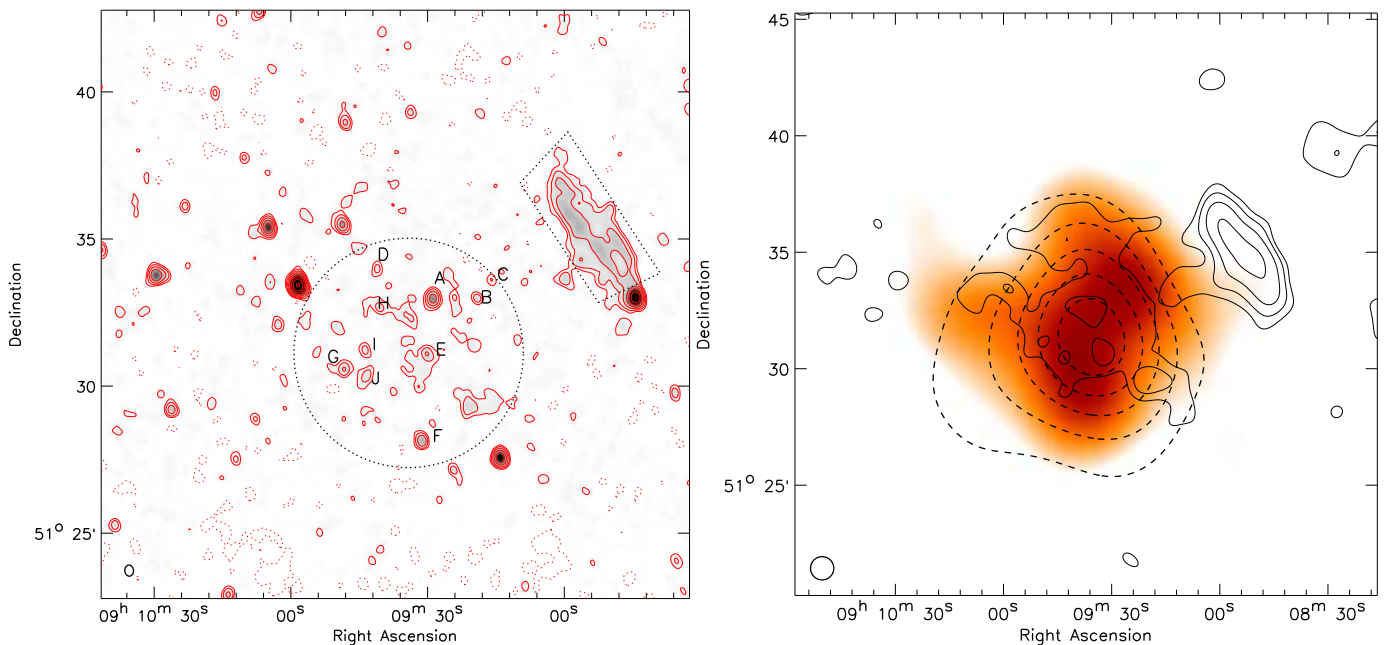 40
35
30
51° 25'
Declination
D
A
C
B
H
E
I
G
J
F
09ʰ 10ᵐ 30ˢ
00ˢ
09ᵐ 30ˢ
00ˢ
Right Ascension
45
40
35
30
51° 25'
Declination
09ʰ 10ᵐ 30ˢ
00ˢ
09ᵐ 30ˢ
00ˢ
08ᵐ 30ˢ
Right Ascension